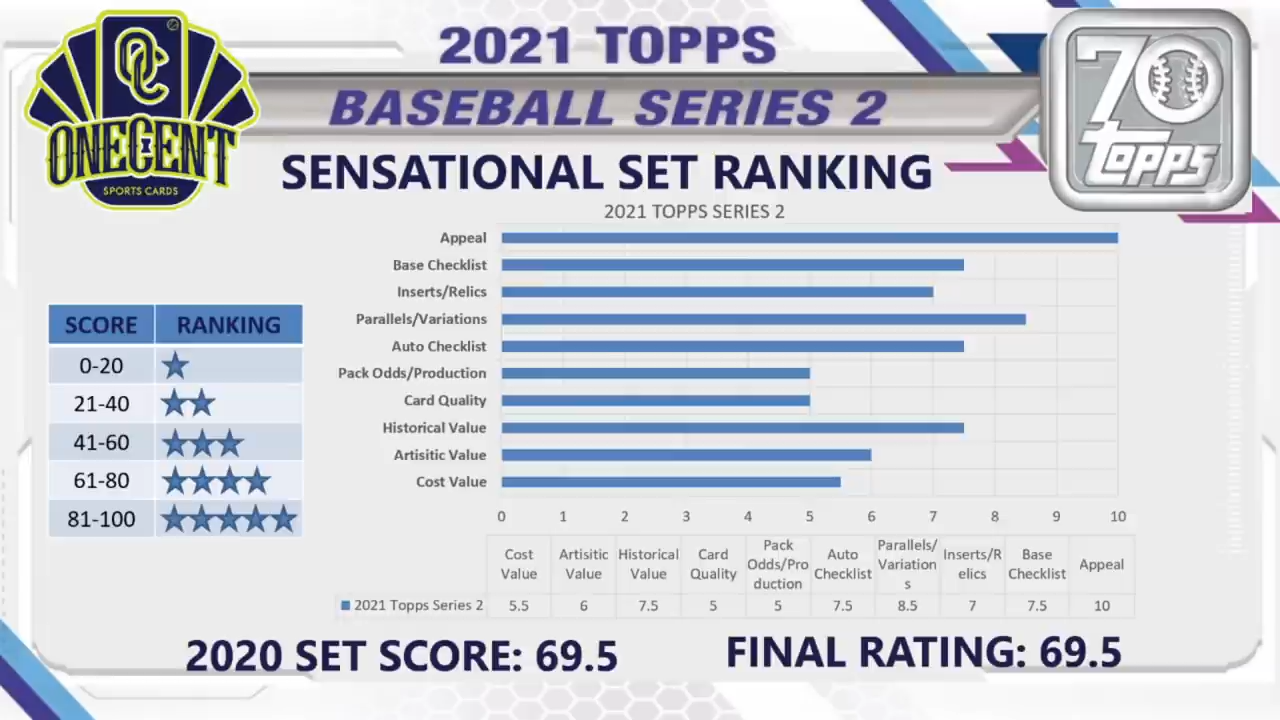 2021 TOPPS
BASEBALL SERIES 2
SENSATIONAL SET RANKING
OC
ONECENT
SPORTS CARDS
70
topps
2021 TOPPS SERIES 2
Appeal
Base Checklist
Inserts/Relics
Parallels/Variations
Auto Checklist
Pack Odds/Production
Card Quality
Historical Value
Artisitic Value
Cost Value
0 1 2 3 4 5 6 7 8 9 10
SCORE RANKING
0-20
21-40
41-60
61-80
81-100
Cost Value
Artisitic Value
Historical Value
Card Quality
Pack Odds/Pro duction
Auto Checklist
Parallels/ Variation s
Inserts/R elics
Base Checklist
Appeal
2021 Topps Series 2 5.5 6 7.5 5 5 7.5 8.5 7 7.5 10
2020 SET SCORE: 69.5
FINAL RATING: 69.5